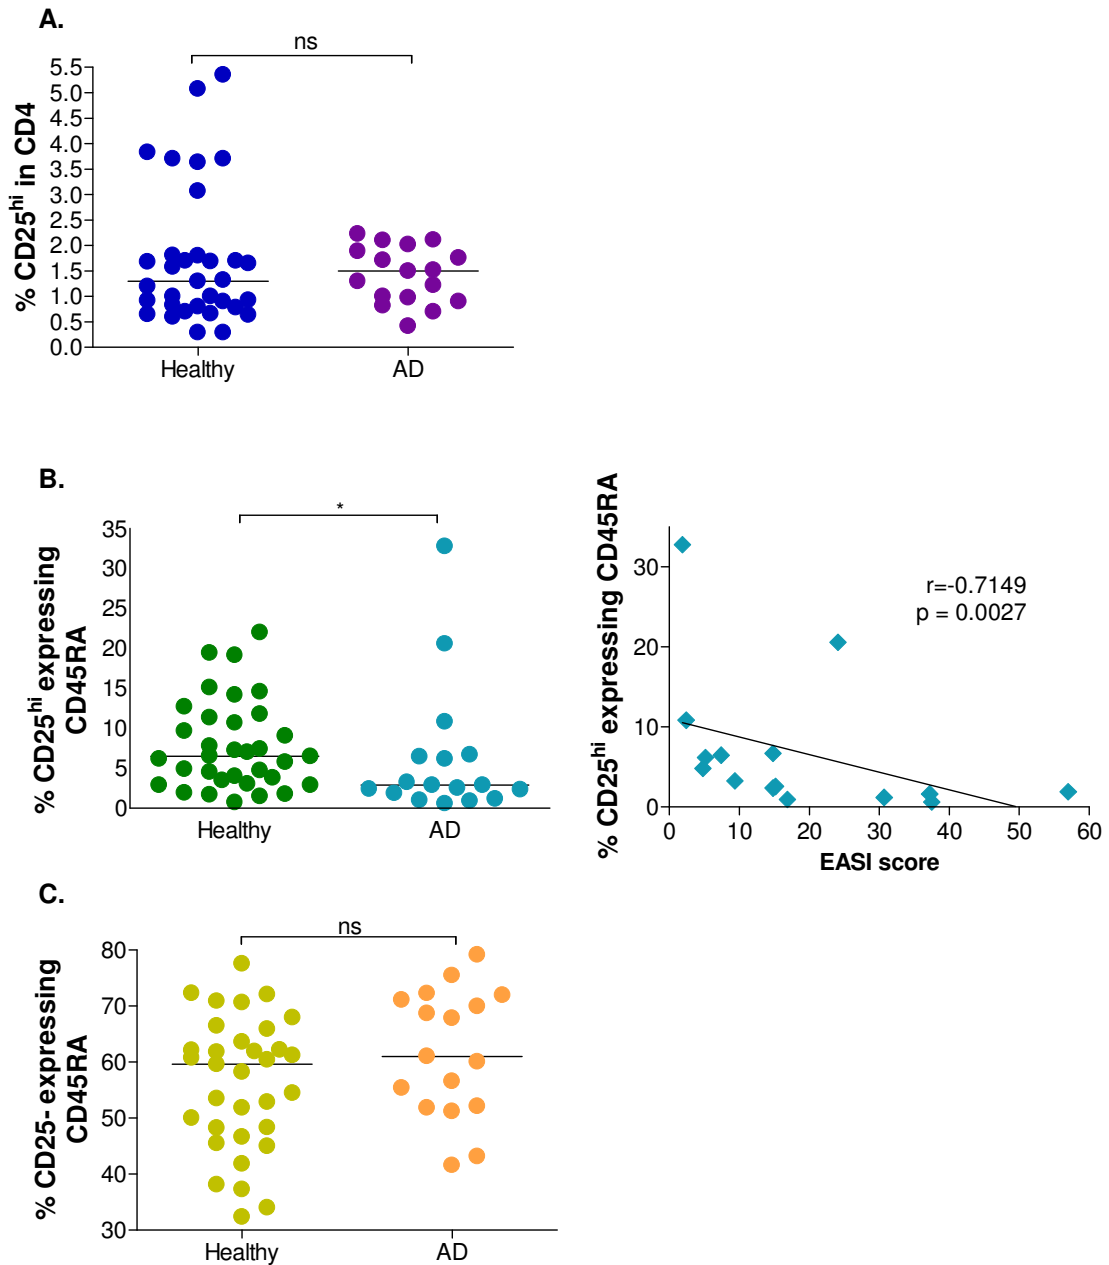 A.
ns
% CD25hi in CD4
5.5
5.0
4.5
4.0
3.5
3.0
2.5
2.0
1.5
1.0
0.5
0.0
Healthy
AD
B.
*
% CD25hi expressing
CD45RA
35
30
25
20
15
10
5
0
Healthy
AD
% CD25hi expressing CD45RA
30
20
10
0
r=-0.7149
p = 0.0027
0
10
20
30
40
50
60
EASI score
C.
ns
% CD25- expressing
CD45RA
80
70
60
50
40
30
Healthy
AD